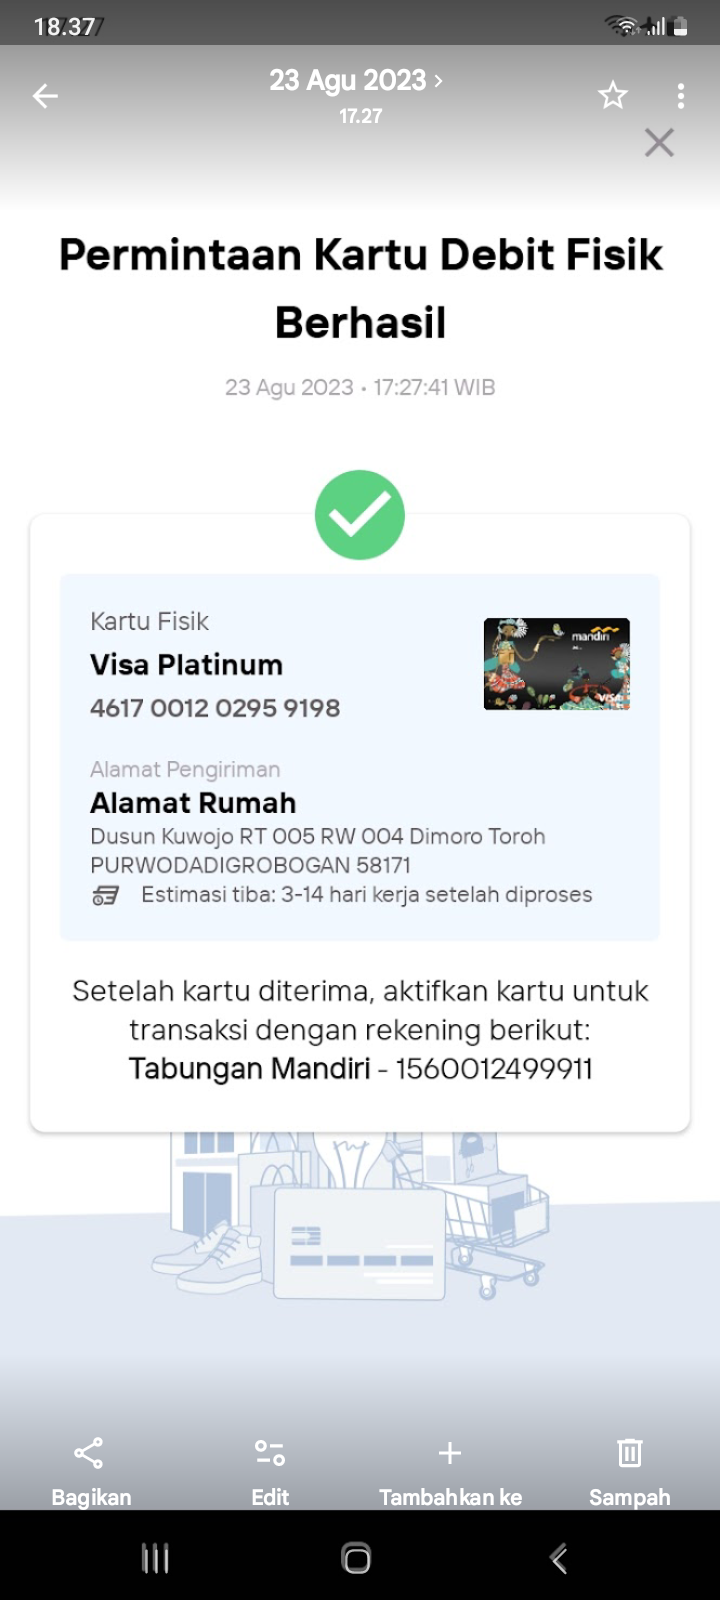 18.37
23 Agu 2023
17.27
Permintaan Kartu Debit Fisik
Berhasil
23 Agu 2023 • 17:27:41 WIB
Kartu Fisik
Visa Platinum
4617 0012 0295 9198
mandiri
VISA
Alamat Pengiriman
Alamat Rumah
Dusun Kuwojo RT 005 RW 004 Dimoro Toroh
PURWODADIGROBOGAN 58171
Estimasi tiba: 3-14 hari kerja setelah diproses
Setelah kartu diterima, aktifkan kartu untuk
transaksi dengan rekening berikut:
Tabungan Mandiri - 1560012499911
Bagikan
Edit
Tambahkan ke
Sampah